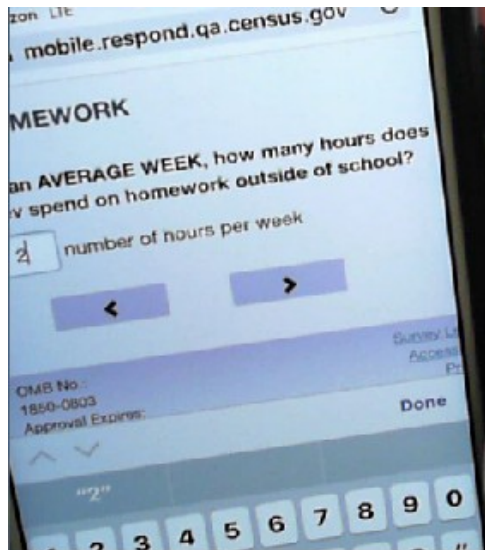 zon LTE
mobile.respond.qa.census.gov
MEWORK
an AVERAGE WEEK, how many hours does
v spend on homework outside of school?
2 number of hours per week
<
>
Survey
OMB No.:
Access
1850-0803
Pr
Approval Expires:
Done
"2"
2 3 4 5 6 7 8 9 0